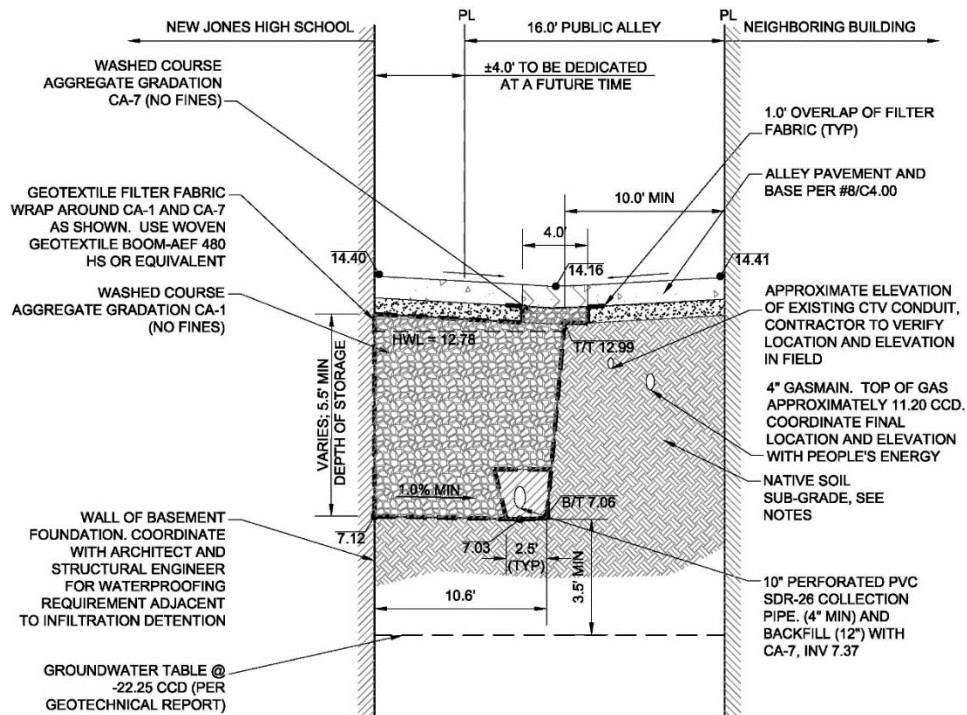 PL
PL
NEW JONES HIGH SCHOOL
16.0' PUBLIC ALLEY
NEIGHBORING BUILDING
WASHED COURSE
AGGREGATE GRADATION
CA-7 (NO FINES)
±4.0' TO BE DEDICATED
AT A FUTURE TIME
1.0' OVERLAP OF FILTER
FABRIC (TYP)
GEOTEXTILE FILTER FABRIC
WRAP AROUND CA-1 AND CA-7
AS SHOWN. USE WOVEN
GEOTEXTILE BOOM-AEF 480
HS OR EQUIVALENT
10.0' MIN
4.0'
ALLEY PAVEMENT AND
BASE PER #8/C4.00
14.40
14.16
14.41
WASHED COURSE
AGGREGATE GRADATION CA-1
(NO FINES)
APPROXIMATE ELEVATION
OF EXISTING CTV CONDUIT,
CONTRACTOR TO VERIFY
LOCATION AND ELEVATION
IN FIELD
HWL = 12.78
T/T 12.99
VARIES; 5.5' MIN
DEPTH OF STORAGE
4" GASMAIN. TOP OF GAS
APPROXIMATELY 11.20 CCD.
COORDINATE FINAL
LOCATION AND ELEVATION
WITH PEOPLE'S ENERGY
1.0% MIN
B/T 7.06
NATIVE SOIL
SUB-GRADE, SEE
NOTES
WALL OF BASEMENT
FOUNDATION. COORDINATE
WITH ARCHITECT AND
STRUCTURAL ENGINEER
FOR WATERPROOFING
REQUIREMENT ADJACENT
TO INFILTRATION DETENTION
7.12
7.03
2.5'
(TYP)
3.5' MIN
10.6'
10" PERFORATED PVC
SDR-26 COLLECTION
PIPE. (4" MIN) AND
BACKFILL (12") WITH
CA-7, INV 7.37
GROUNDWATER TABLE @
-22.25 CCD (PER
GEOTECHNICAL REPORT)